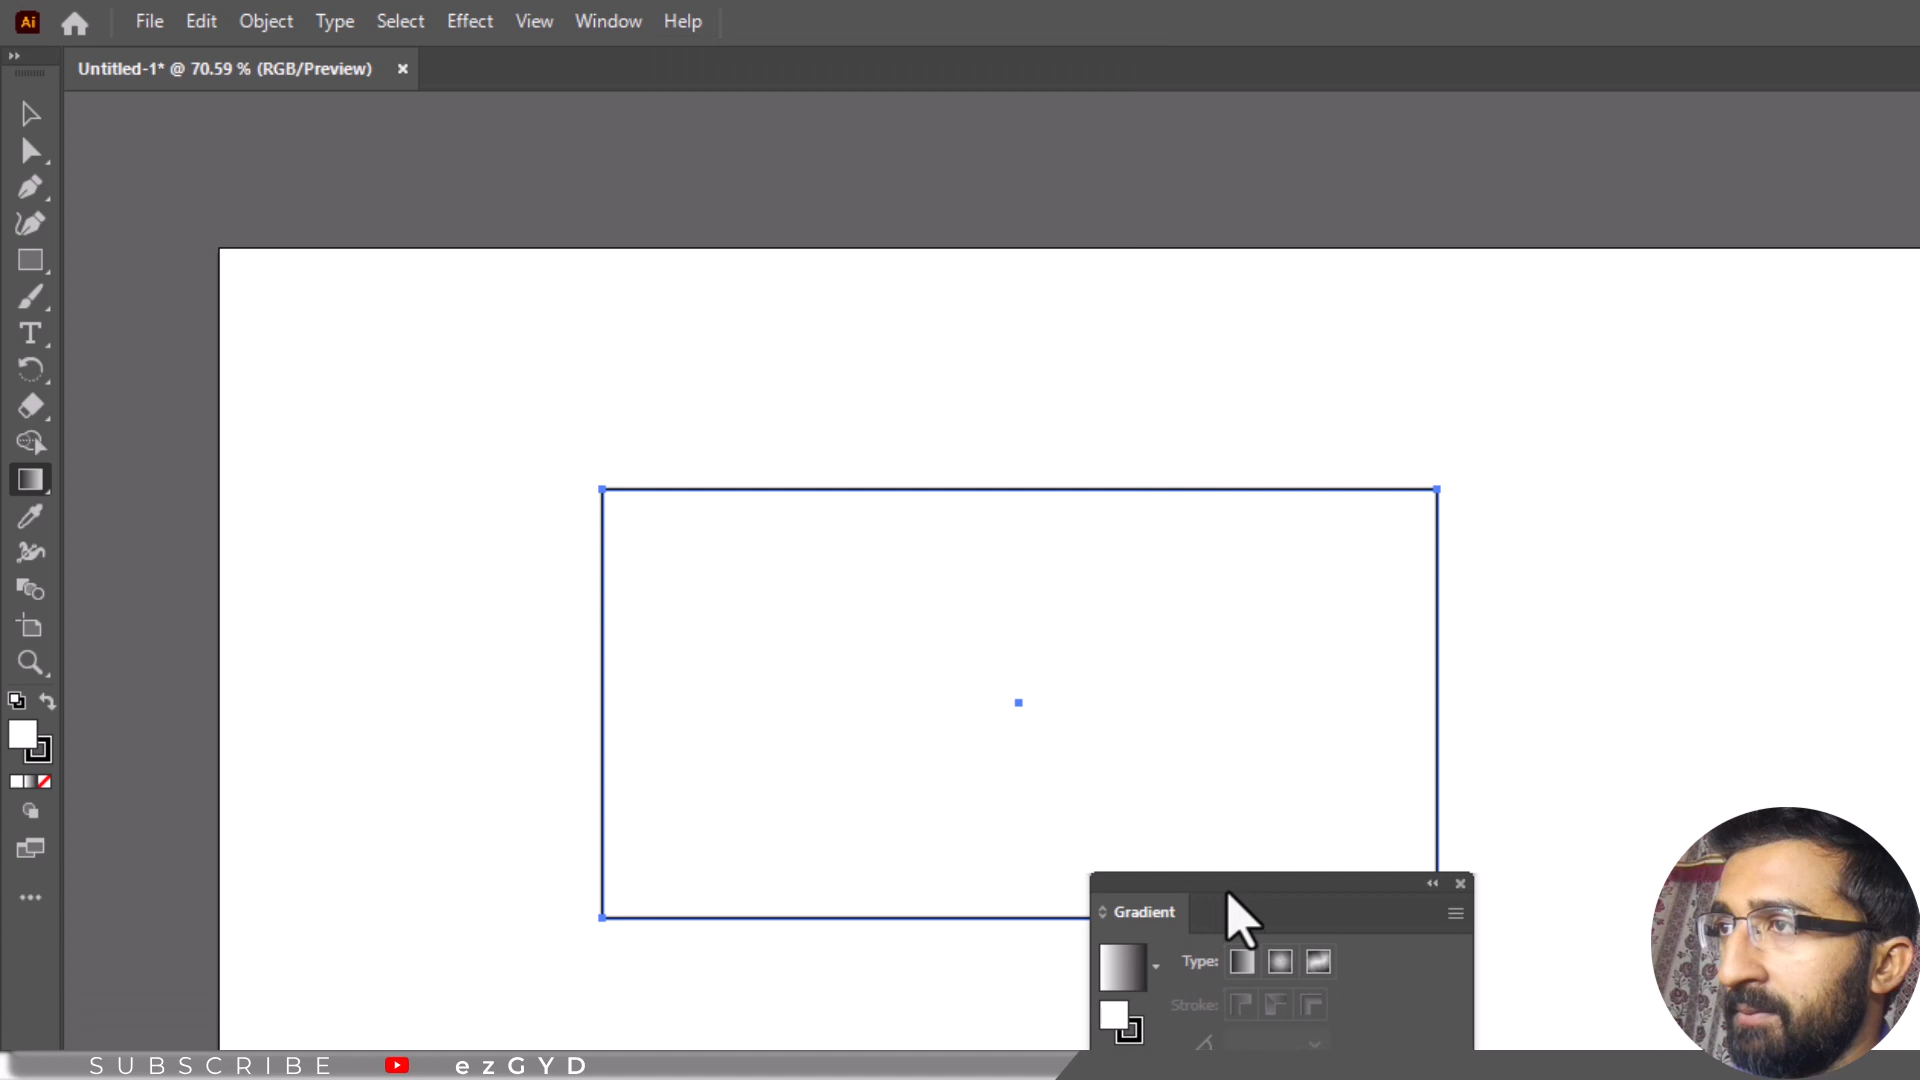 Ai File Edit Object Type Select Effect View Window Help
Untitled-1* @ 70.59 % (RGB/Preview)
Gradient
Type:
Stroke:
SUBSCRIBE ezGYD